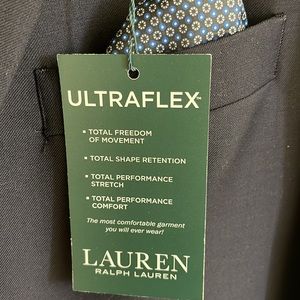 ULTRAFLEX™
▪ TOTAL FREEDOM
OF MOVEMENT
▪ TOTAL SHAPE RETENTION
▪ TOTAL PERFORMANCE
STRETCH
▪ TOTAL PERFORMANCE
COMFORT
The most comfortable garment
you will ever wear!
LAUREN
RALPH LAUREN